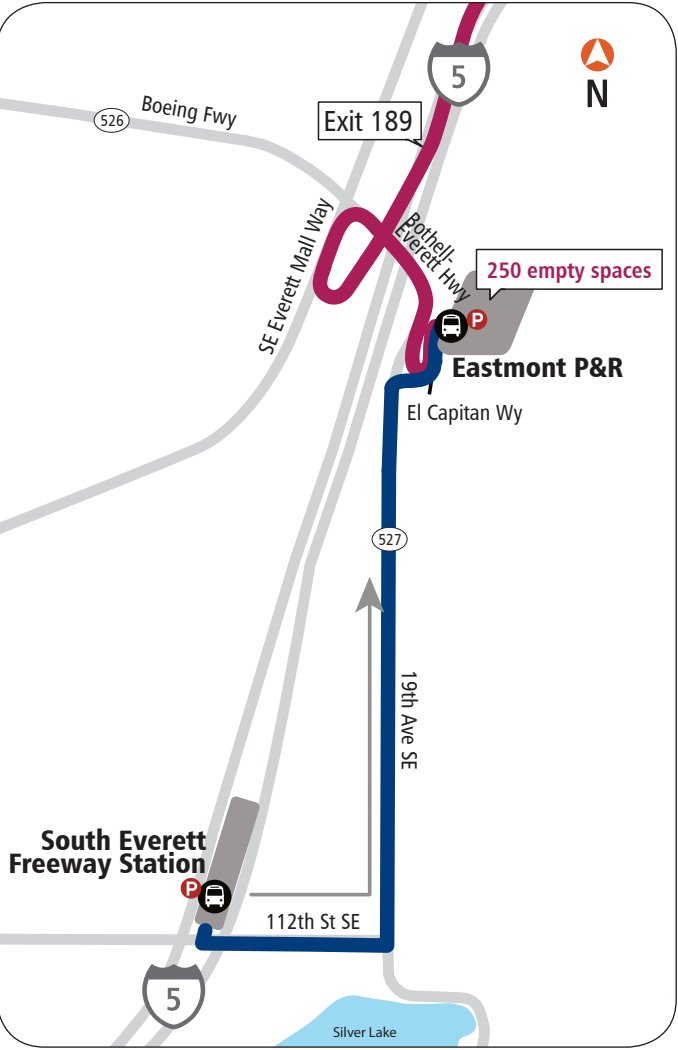 5
N
Boeing Fwy
526
Exit 189
SE Everett Mall Way
Bothell-
Everett Hwy
250 empty spaces
P
Eastmont P&R
El Capitan Wy
527
19th Ave SE
South Everett
Freeway Station
P
112th St SE
5
Silver Lake